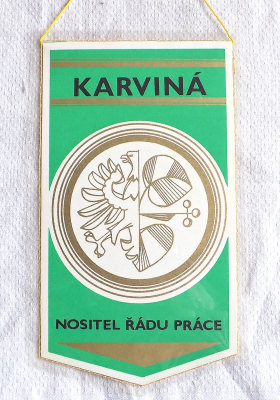 KARVINÁ
NOSITEL ŘÁDU PRÁCE